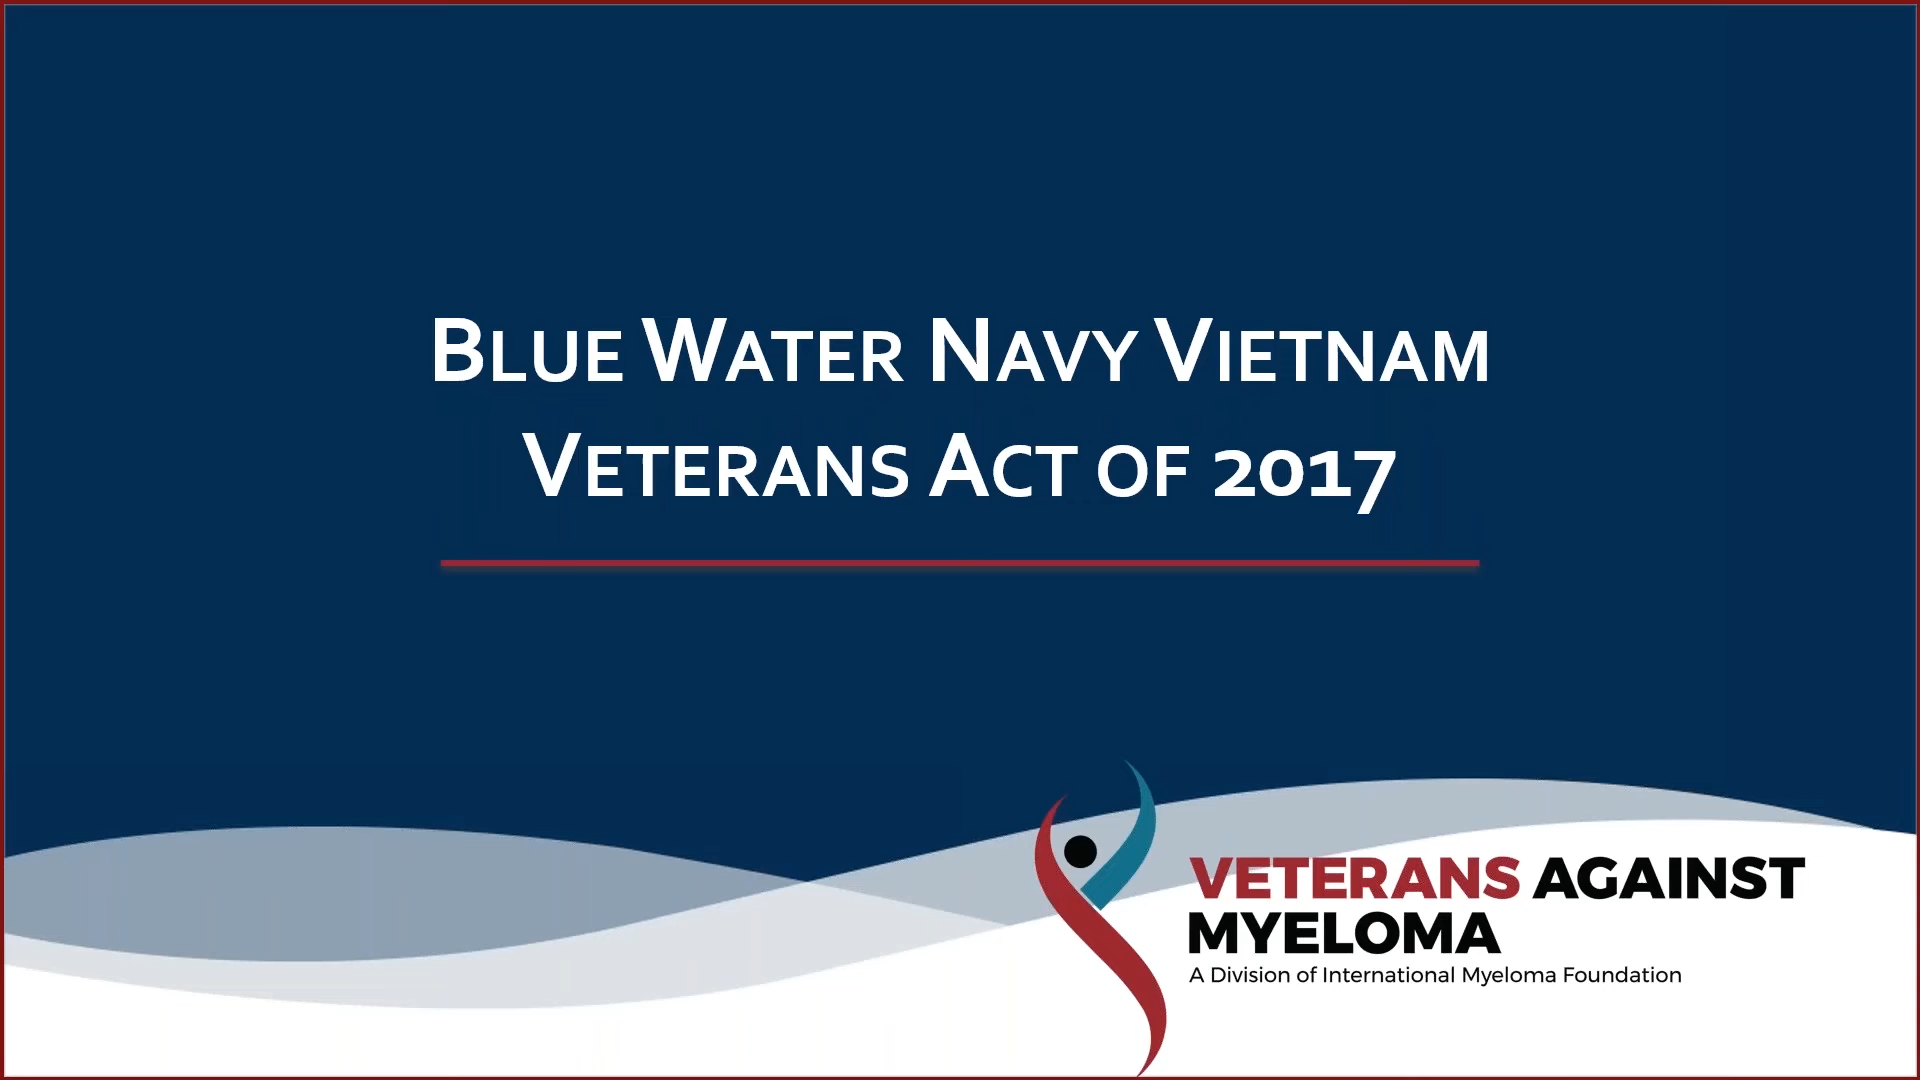 Blue Water Navy Vietnam
Veterans Act of 2017
VETERANS AGAINST
MYELOMA
A Division of International Myeloma Foundation